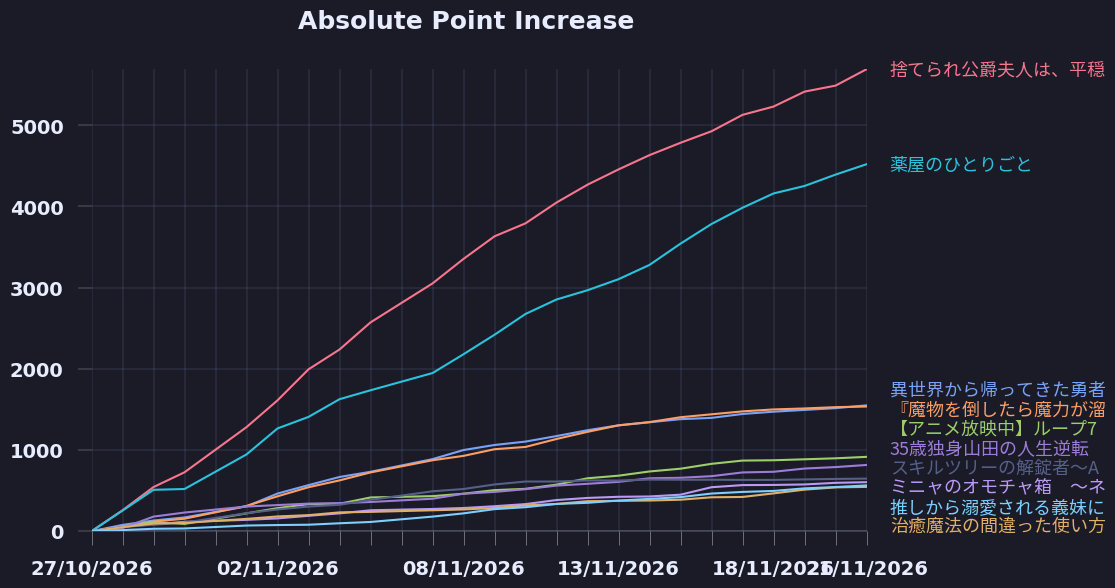 Absolute Point Increase
捨てられ公爵夫人は、平穏
5000
薬屋のひとりごと
4000
3000
2000
異世界から帰ってきた勇者
『魔物を倒したら魔力が溜
【アニメ放映中】ループ7
1000
35歳独身山田の人生逆転
スキルツリーの解錠者～A
ミニャのオモチャ箱　～ネ
推しから溺愛される義妹に
治癒魔法の間違った使い方
0
27/10/2026 02/11/2026 08/11/2026 13/11/2026 18/11/2026 /11/2026